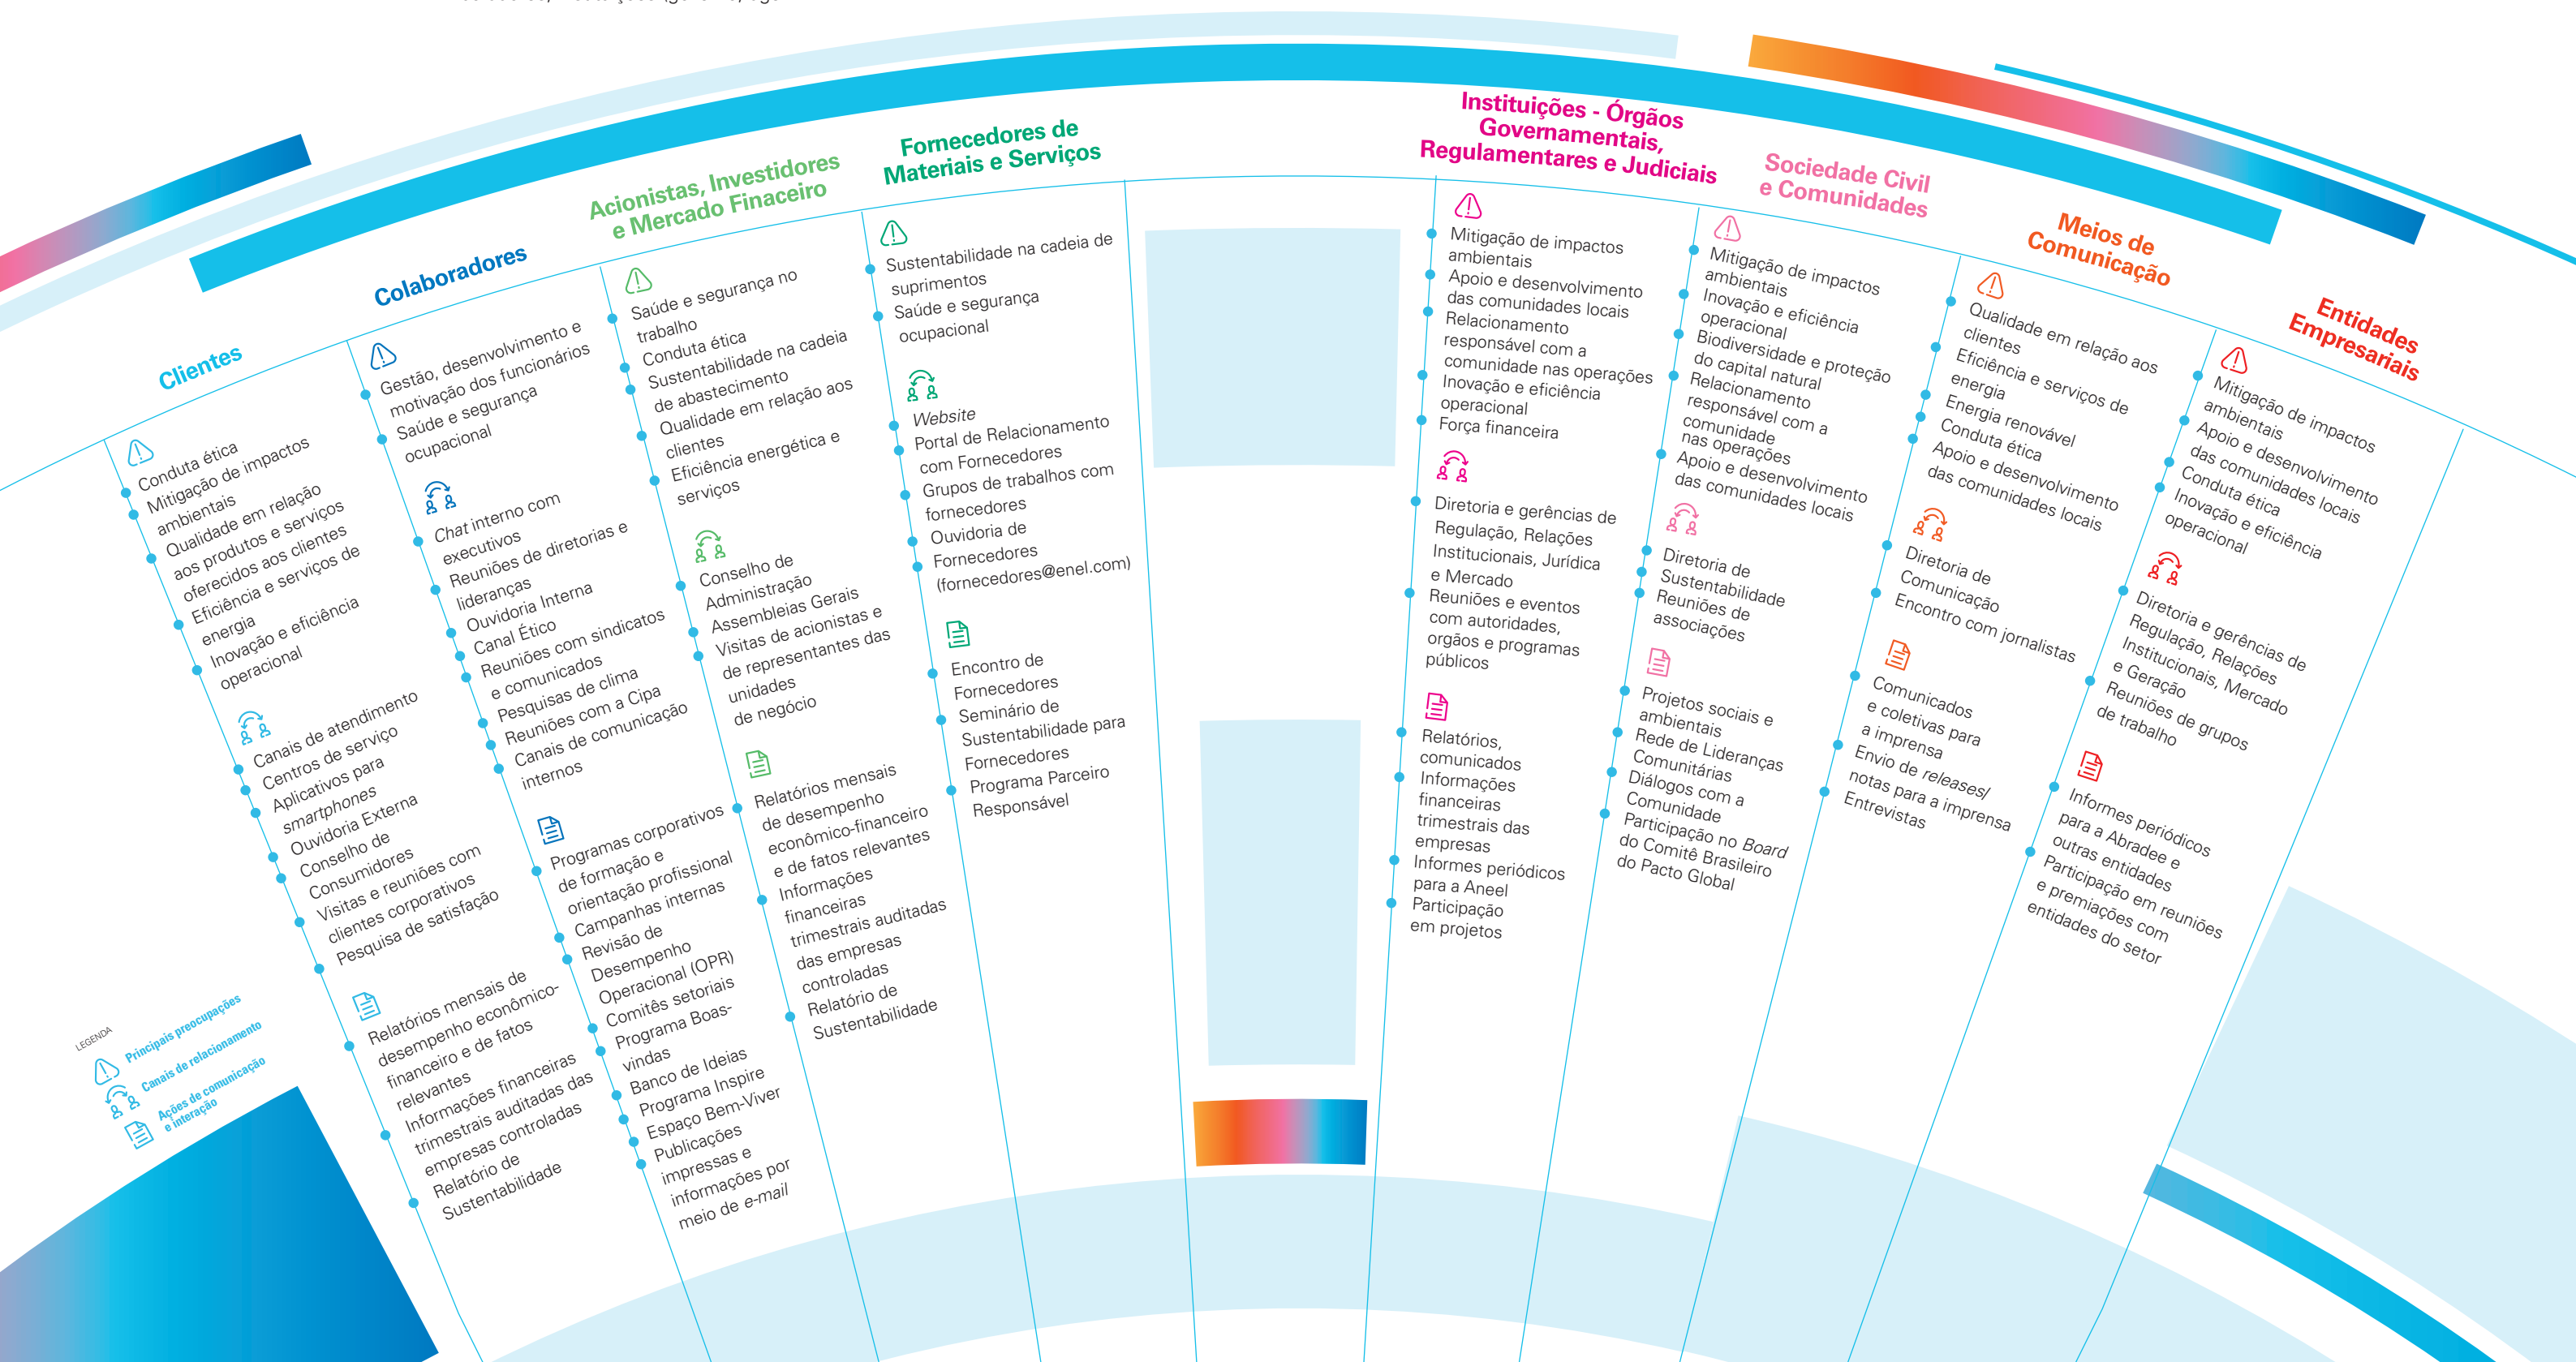 Clientes
Conduta ética
Mitigação de impactos
ambientais
Qualidade em relação
aos produtos e serviços
oferecidos aos clientes
Eficiência e serviços de
energia
Inovação e eficiência
operacional
Canais de atendimento
Centros de serviço
Aplicativos para
smartphones
Ouvidoria Externa
Conselho de
Consumidores
Visitas e reuniões com
clientes corporativos
Pesquisa de satisfação
Relatórios mensais de
desempenho econômico-
financeiro e de fatos
relevantes
Informações financeiras
trimestrais auditadas das
empresas controladas
Relatório de
Sustentabilidade
Colaboradores
Gestão, desenvolvimento e
motivação dos funcionários
Saúde e segurança
ocupacional
Chat interno com
executivos
Reuniões de diretorias e
lideranças
Ouvidoria Interna
Canal Ético
Reuniões com sindicatos
e comunicados
Pesquisas de clima
Reuniões com a Cipa
Canais de comunicação
internos
Programas corporativos
de formação e
orientação profissional
Campanhas internas
Revisão de
Desempenho
Operacional (OPR)
Comitês setoriais
Programa Boas-
vindas
Banco de Ideias
Programa Inspire
Espaço Bem-Viver
Publicações
impressas e
informações por
meio de e-mail
Acionistas, Investidores
e Mercado Finaceiro
Saúde e segurança no
trabalho
Conduta ética
Sustentabilidade na cadeia
de abastecimento
Qualidade em relação aos
clientes
Eficiência energética e
serviços
Conselho de
Administração
Assembleias Gerais
Visitas de acionistas e
de representantes das
unidades
de negócio
Relatórios mensais
de desempenho
econômico-financeiro
e de fatos relevantes
Informações
financeiras
trimestrais auditadas
das empresas
controladas
Relatório de
Sustentabilidade
Fornecedores de
Materiais e Serviços
Sustentabilidade na cadeia de
suprimentos
Saúde e segurança
ocupacional
Website
Portal de Relacionamento
com Fornecedores
Grupos de trabalhos com
fornecedores
Ouvidoria de
Fornecedores
(fornecedores@enel.com)
Encontro de
Fornecedores
Seminário de
Sustentabilidade para
Fornecedores
Programa Parceiro
Responsável
Instituições - Órgãos
Governamentais,
Regulamentares e Judiciais
Mitigação de impactos
ambientais
Apoio e desenvolvimento
das comunidades locais
Relacionamento
responsável com a
comunidade nas operações
Inovação e eficiência
operacional
Força financeira
Diretoria e gerências de
Regulação, Relações
Institucionais, Jurídica
e Mercado
Reuniões e eventos
com autoridades,
orgãos e programas
públicos
Relatórios,
comunicados
Informações
financeiras
trimestrais das
empresas
Informes periódicos
para a Aneel
Participação
em projetos
Sociedade Civil
e Comunidades
Mitigação de impactos
ambientais
Inovação e eficiência
operacional
Biodiversidade e proteção
do capital natural
Relacionamento
responsável com a
comunidade
nas operações
Apoio e desenvolvimento
das comunidades locais
Diretoria de
Sustentabilidade
Reuniões de
associações
Projetos sociais e
ambientais
Rede de Lideranças
Comunitárias
Diálogos com a
Comunidade
Participação no Board
do Comitê Brasileiro
do Pacto Global
Meios de
Comunicação
Qualidade em relação aos
clientes
Eficiência e serviços de
energia
Energia renovável
Conduta ética
Apoio e desenvolvimento
das comunidades locais
Diretoria de
Comunicação
Encontro com jornalistas
Comunicados
e coletivas para
a imprensa
Envio de releases/
notas para a imprensa
Entrevistas
Entidades
Empresariais
Mitigação de impactos
ambientais
Apoio e desenvolvimento
das comunidades locais
Conduta ética
Inovação e eficiência
operacional
Diretoria e gerências de
Regulação, Relações
Institucionais, Mercado
e Geração
Reuniões de grupos
de trabalho
Informes periódicos
para a Abradee e
outras entidades
Participação em reuniões
e premiações com
entidades do setor
LEGENDA
Principais preocupações
Canais de relacionamento
Ações de comunicação
e interação